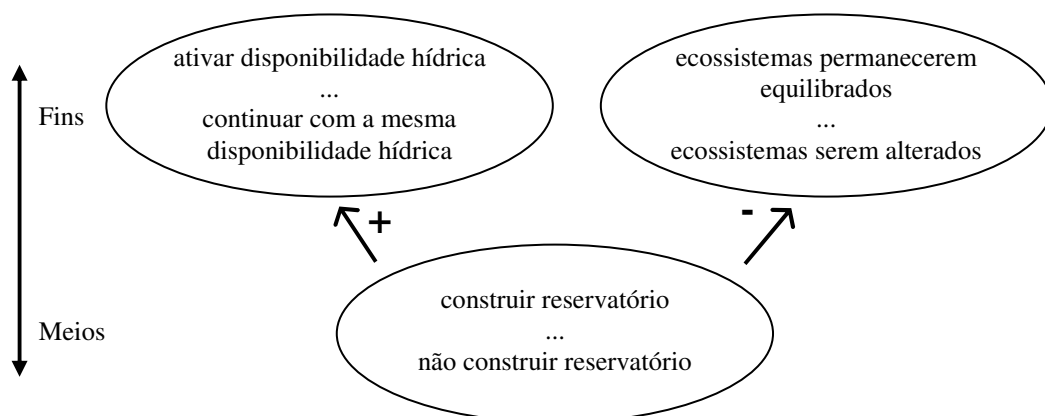 ativar disponibilidade hídrica
...
continuar com a mesma
disponibilidade hídrica
ecossistemas permanecerem
equilibrados
...
ecossistemas serem alterados
Fins
+
-
construir reservatório
...
não construir reservatório
Meios